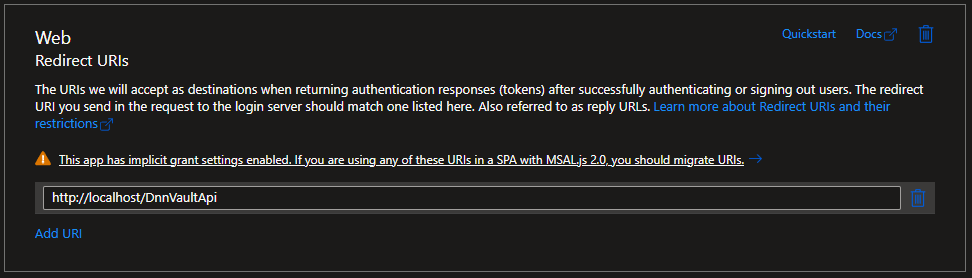 Web
Quickstart
Docs
Redirect URIs
The URIs we will accept as destinations when returning authentication responses (tokens) after successfully authenticating or signing out users. The redirect
URI you send in the request to the login server should match one listed here. Also referred to as reply URLs. Learn more about Redirect URIs and their
restrictions
This app has implicit grant settings enabled. If you are using any of these URIs in a SPA with MSAL.js 2.0, you should migrate URIs.
http://localhost/DnnVaultApi
Add URI